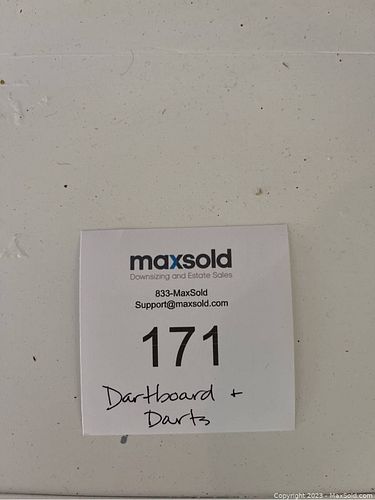 maxsold
Downsizing and Estate Sales
833-MaxSold
Support@maxsold.com
171
Dartboard +
Darts
Copyright 2023 - MaxSold.com